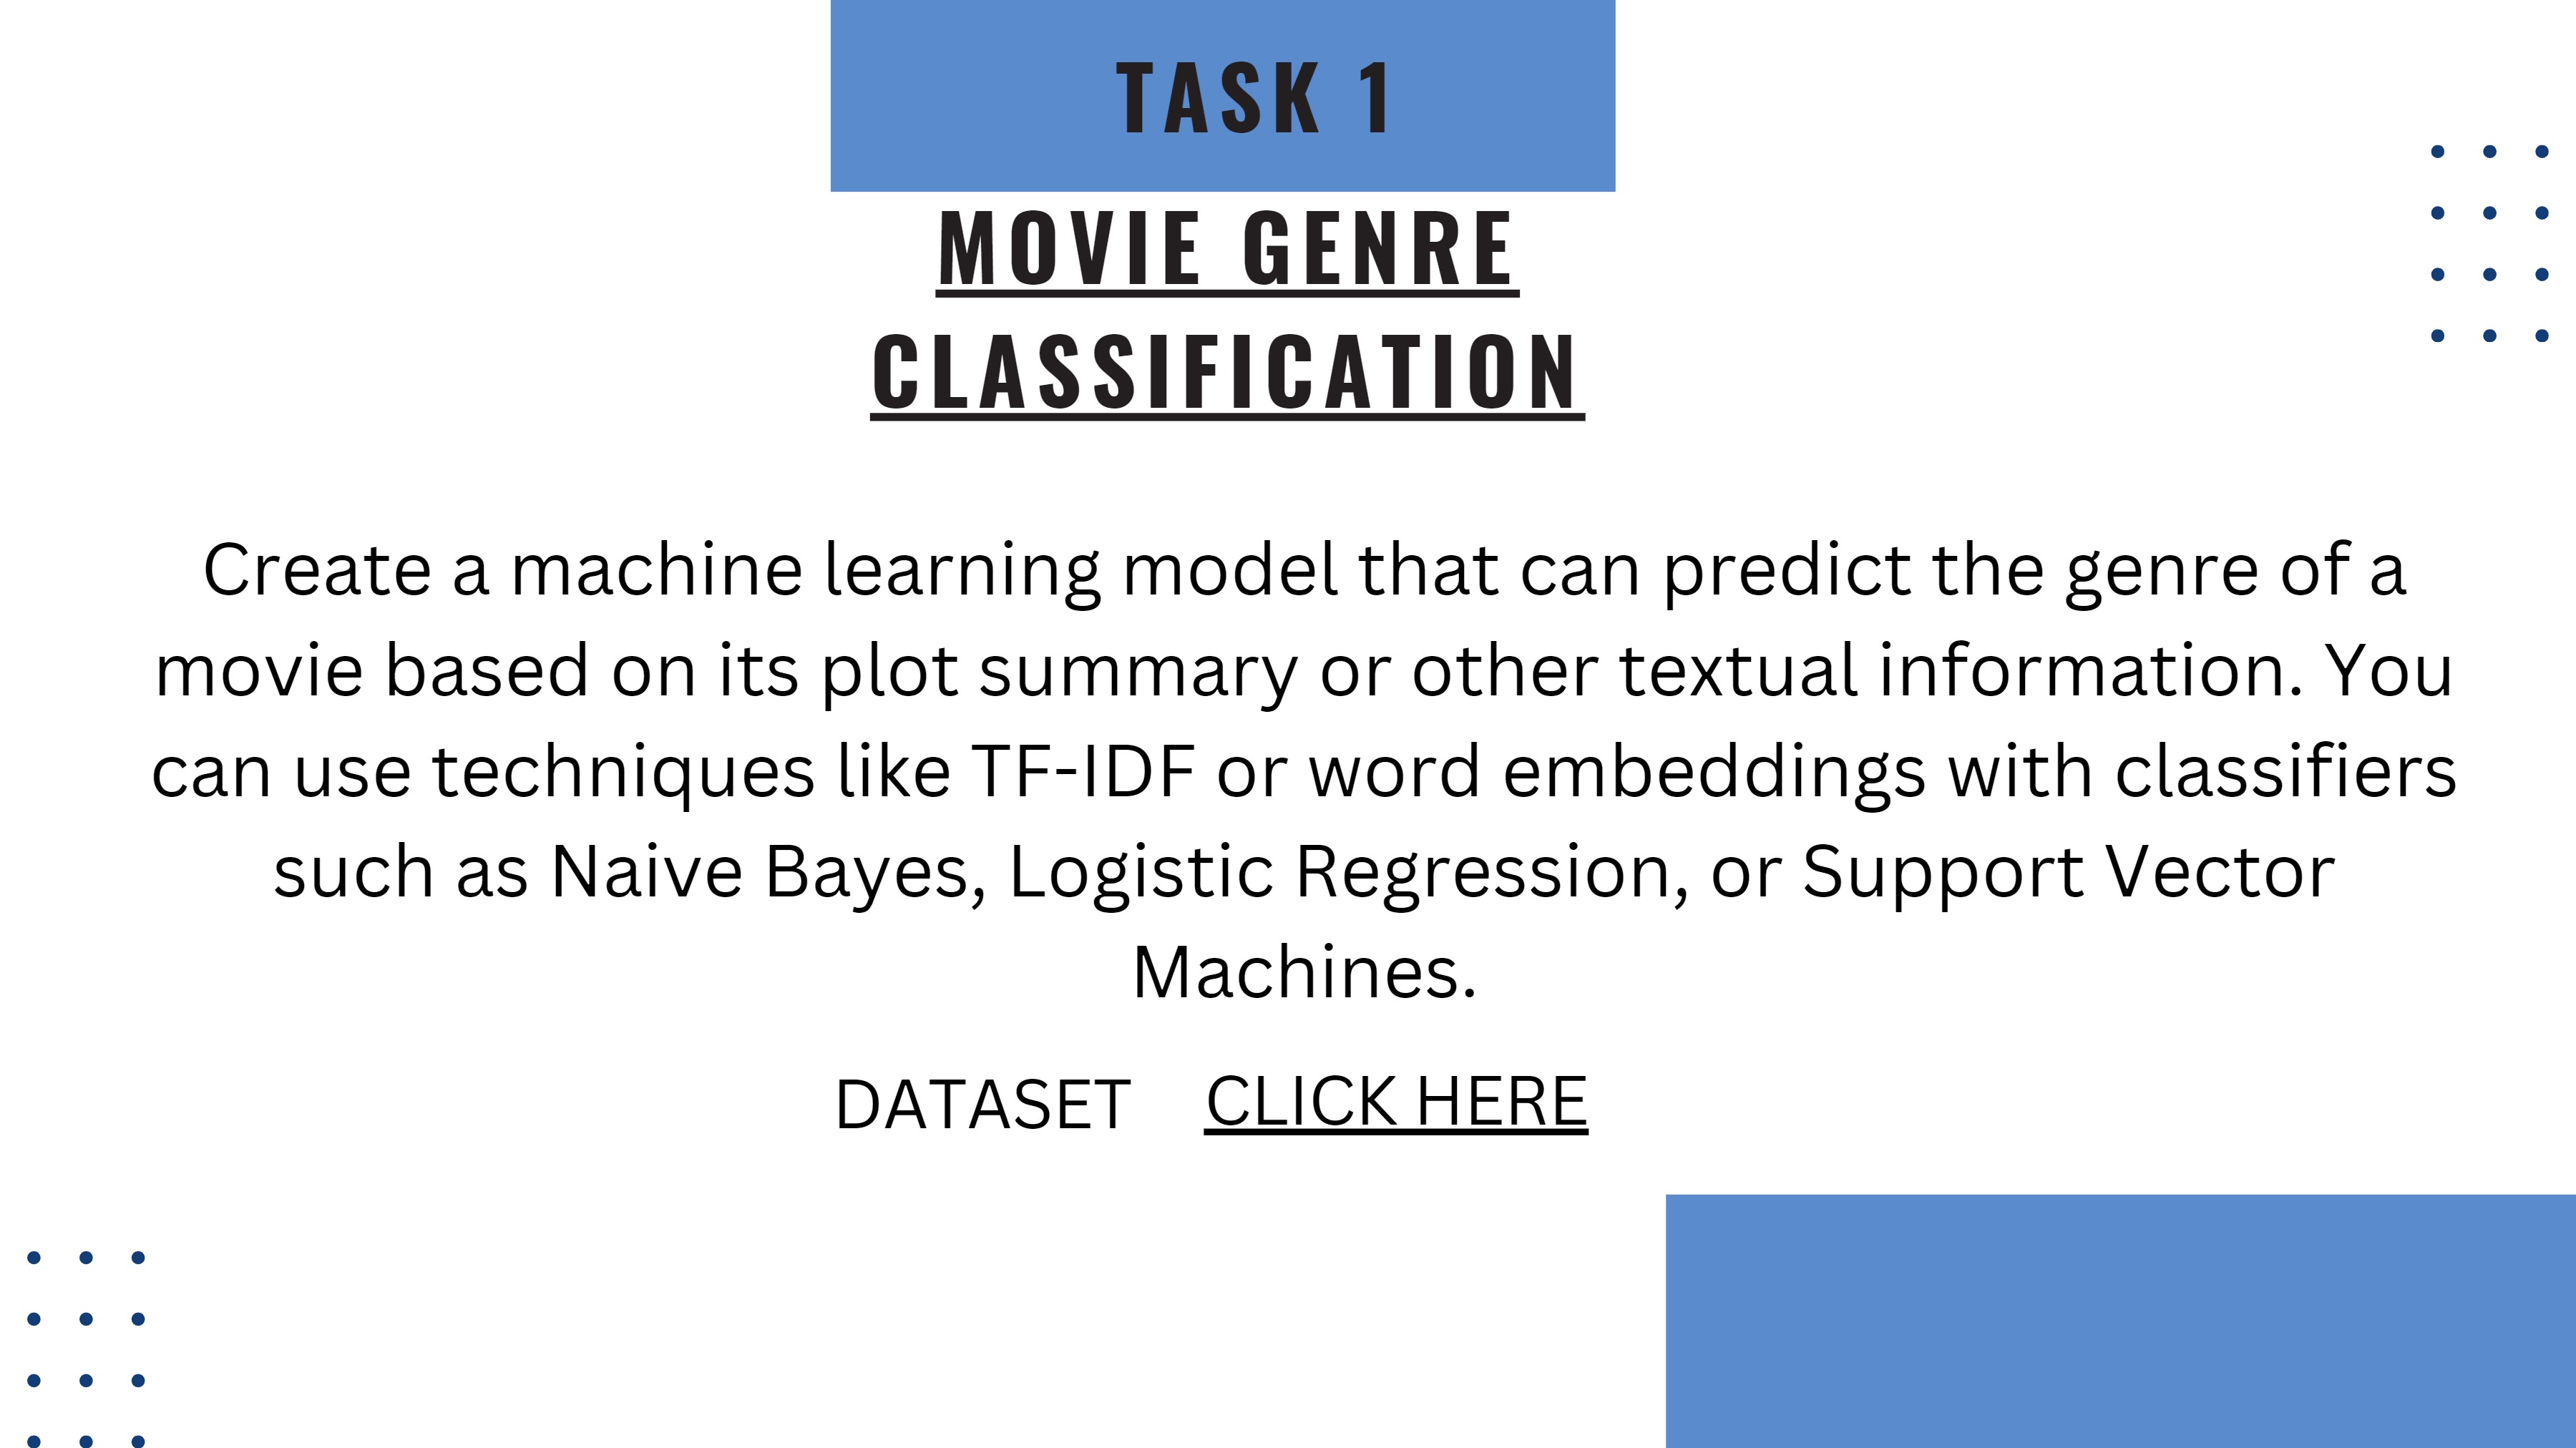 TASK 1
MOVIE GENRE
CLASSIFICATION
Create a machine learning model that can predict the genre of a
movie based on its plot summary or other textual information. You
can use techniques like TF-IDF or word embeddings with classifiers
such as Naive Bayes, Logistic Regression, or Support Vector
Machines.
DATASET CLICK HERE